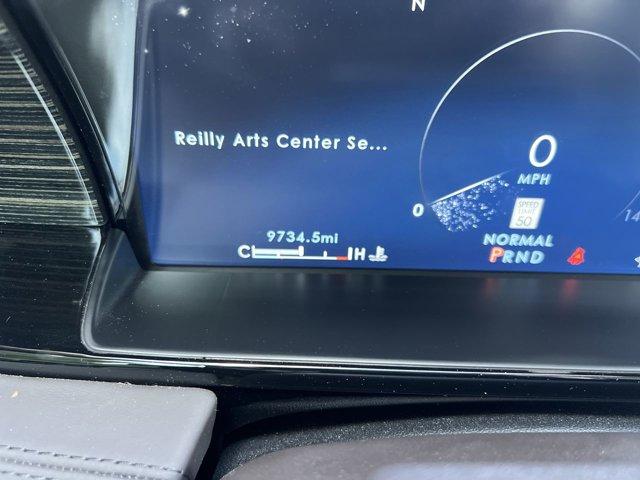 N
Reilly Arts Center Se...
0
MPH
0
SPEED
LIMIT
50
9734.5mi
C H
NORMAL
PRND